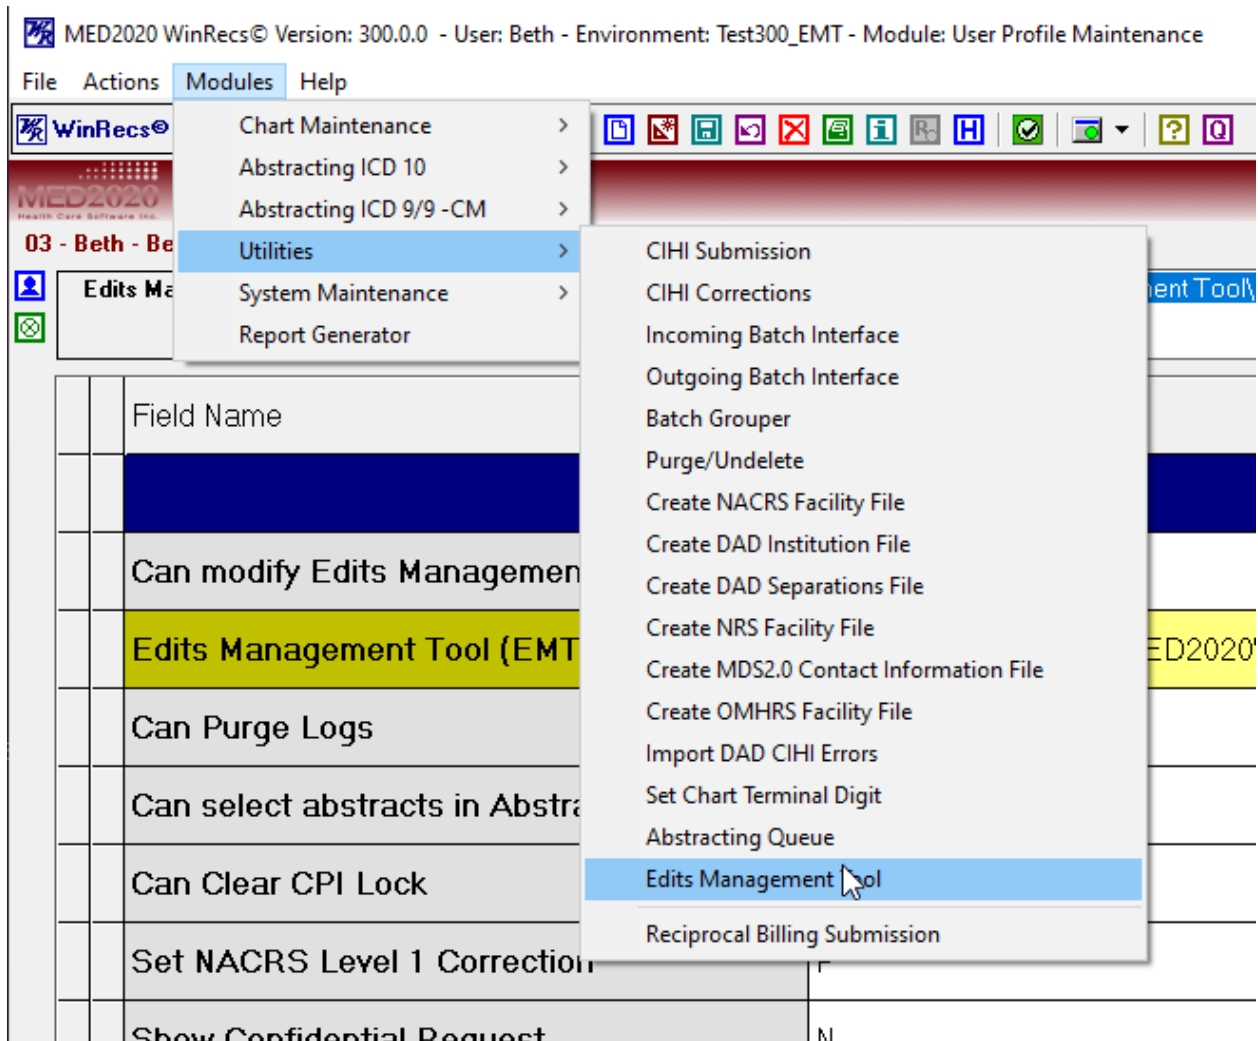 MED2020 WinRecs© Version: 300.0.0 - User: Beth - Environment: Test300_EMT - Module: User Profile Maintenance
File Actions Modules Help
WinRecs©
Chart Maintenance
Abstracting ICD 10
Abstracting ICD 9/9 -CM
Utilities
System Maintenance
Report Generator
MED2020
Health Care Software Inc.
03 - Beth - Be
Edits Ma
ent Tool\
CIHI Submission
CIHI Corrections
Incoming Batch Interface
Outgoing Batch Interface
Batch Grouper
Purge/Undelete
Create NACRS Facility File
Create DAD Institution File
Create DAD Separations File
Create NRS Facility File
Create MDS2.0 Contact Information File
Create OMHRS Facility File
Import DAD CIHI Errors
Set Chart Terminal Digit
Abstracting Queue
Edits Management Tool
Reciprocal Billing Submission
Field Name
Can modify Edits Managemen
Edits Management Tool (EMT
ED2020
Can Purge Logs
Can select abstracts in Abstra
Can Clear CPI Lock
Set NACRS Level 1 Correction
Show Confidential Request
N